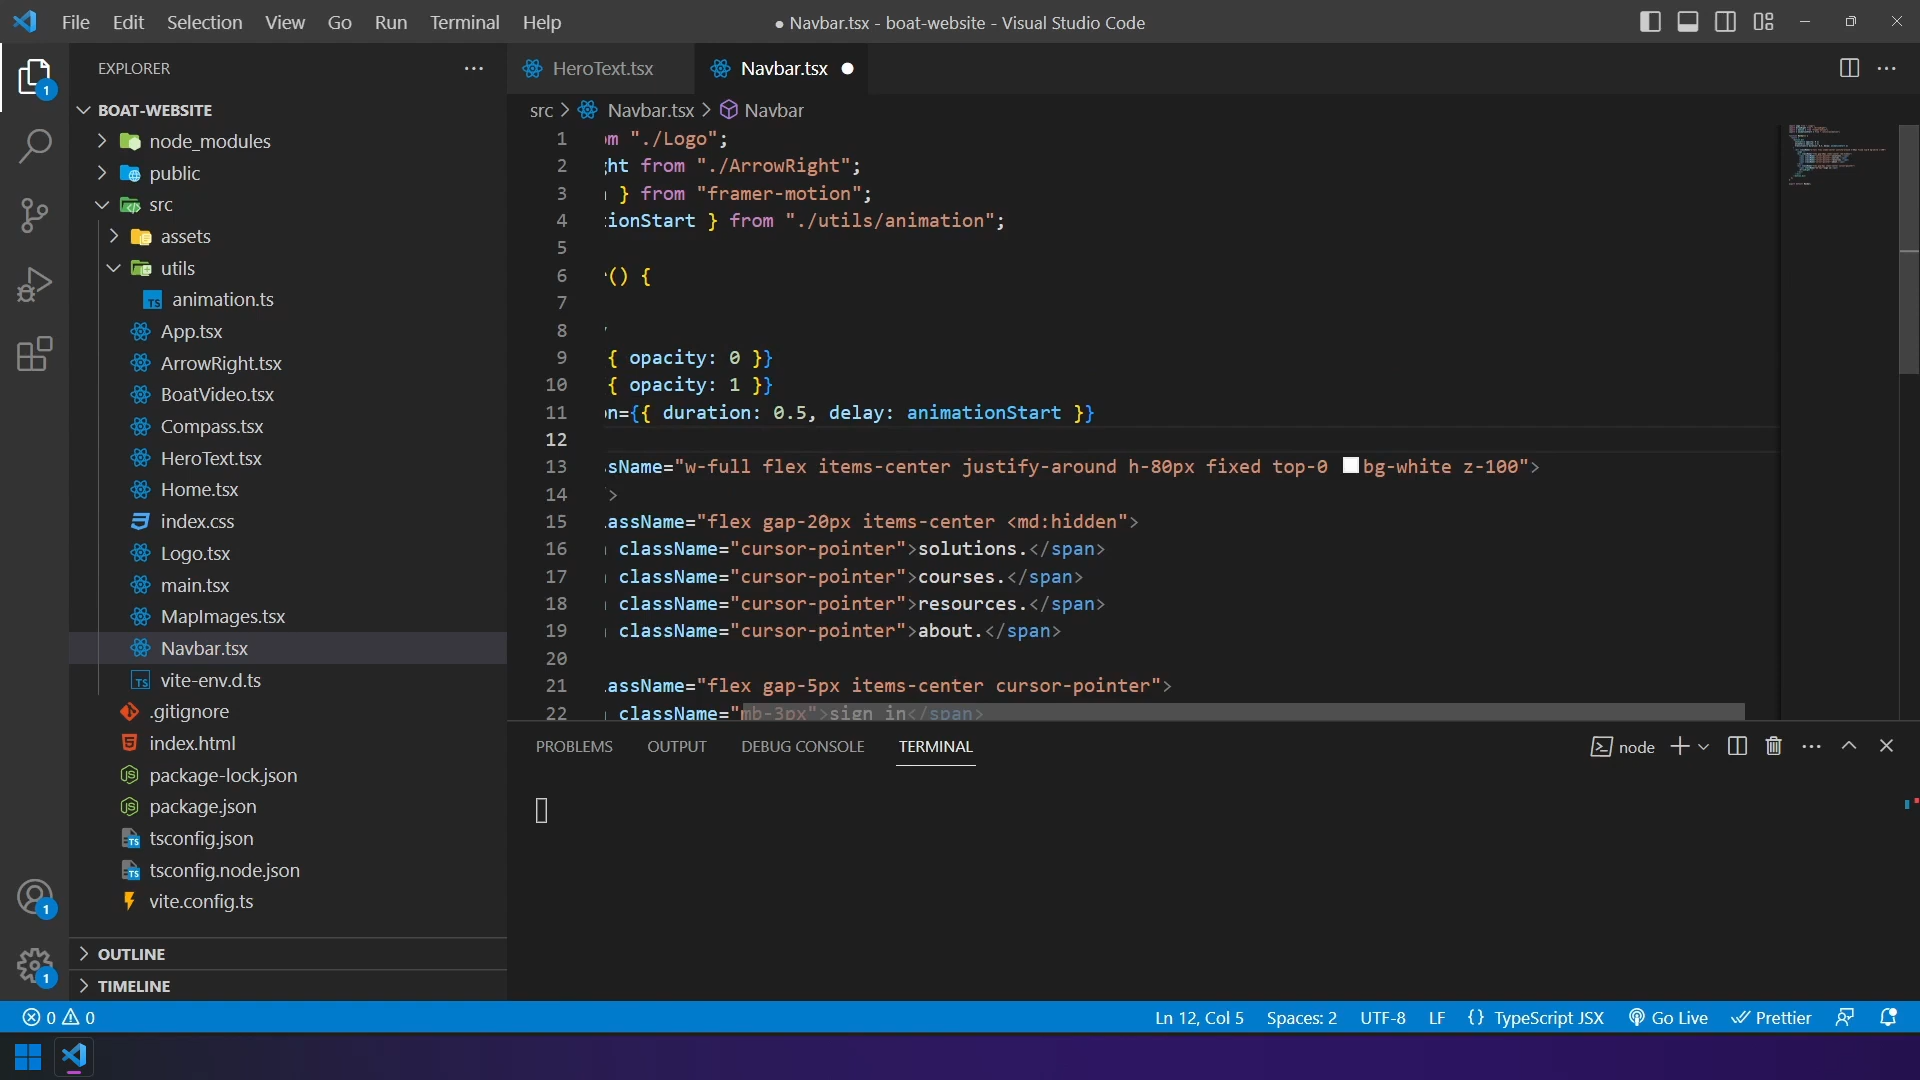 File Edit Selection View Go Run Terminal Help
● Navbar.tsx - boat-website - Visual Studio Code
EXPLORER
BOAT-WEBSITE
node_modules
public
src
assets
utils
TS animation.ts
App.tsx
ArrowRight.tsx
BoatVideo.tsx
Compass.tsx
HeroText.tsx
Home.tsx
index.css
Logo.tsx
main.tsx
MapImages.tsx
Navbar.tsx
TS vite-env.d.ts
.gitignore
index.html
package-lock.json
package.json
TS tsconfig.json
TS tsconfig.node.json
vite.config.ts
OUTLINE
TIMELINE
1
1
1
HeroText.tsx Navbar.tsx
src > Navbar.tsx > Navbar
1 m "./Logo";
2 ht from "./ArrowRight";
3 } from "framer-motion";
4 ionStart } from "./utils/animation";
5
6 () {
7
8
9 { opacity: 0 }}
10 { opacity: 1 }}
11 n={{ duration: 0.5, delay: animationStart }}
12
13 sName="w-full flex items-center justify-around h-80px fixed top-0 bg-white z-100">
14 >
15 assName="flex gap-20px items-center <md:hidden">
16 className="cursor-pointer">solutions.</span>
17 className="cursor-pointer">courses.</span>
18 className="cursor-pointer">resources.</span>
19 className="cursor-pointer">about.</span>
20
21 assName="flex gap-5px items-center cursor-pointer">
22 className="mb-3px">sign in</span>
PROBLEMS OUTPUT DEBUG CONSOLE TERMINAL
node
0 0
Ln 12, Col 5 Spaces: 2 UTF-8 LF {} TypeScript JSX Go Live Prettier